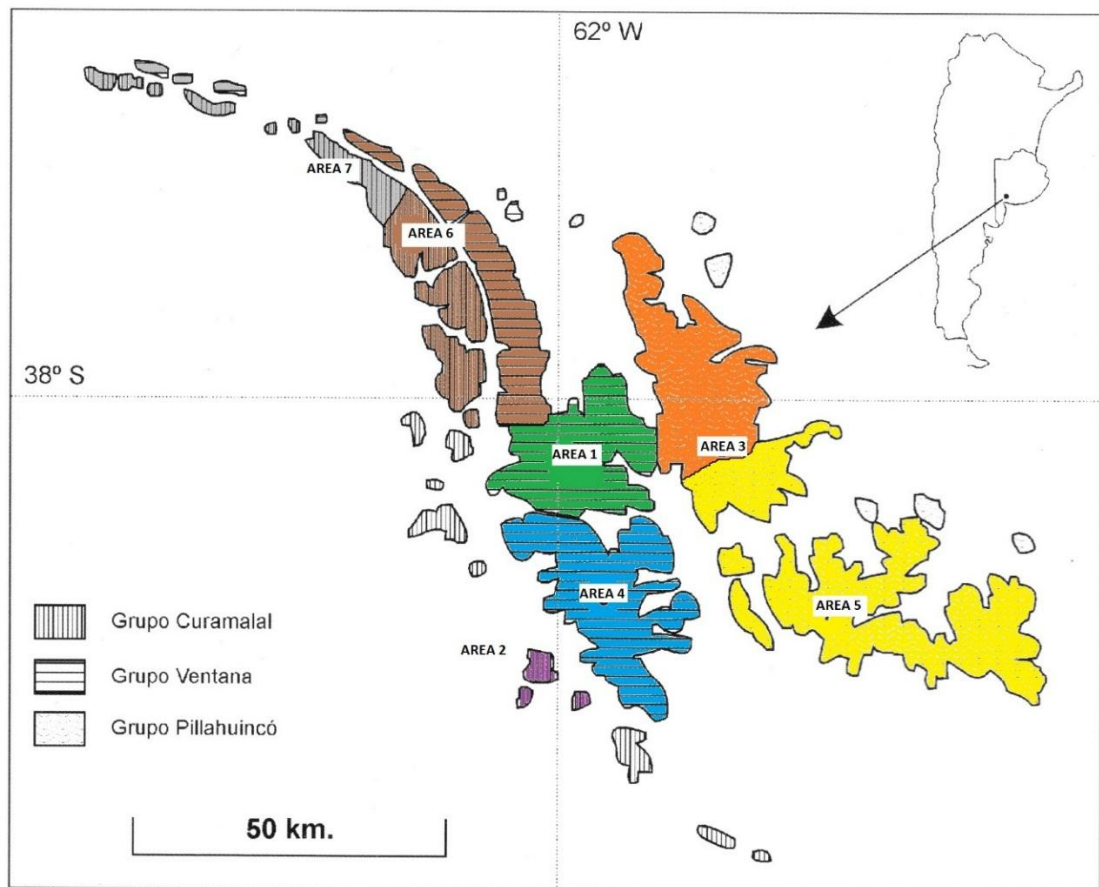 62º W
AREA 7
AREA 6
38º S
AREA 3
AREA 1
AREA 4
AREA 5
AREA 2
Grupo Curamalal
Grupo Ventana
Grupo Pillahuincó
50 km.